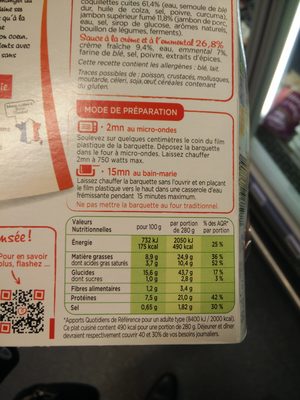 coquillettes cuites 61,4% (eau, semoule de blé
dur, huile de colza, sel, poivre, curcuma),
jambon supérieur fumé 11,8% (jambon de porc,
eau, sel, sirop de glucose, arômes naturels,
bouillon de légumes, ferments).
Sauce à la crème et à l'emmental 26,8%
crème fraîche 9,4%, eau, emmental 7%,
farine de blé, sel, poivre, extraits d'épices.
Cette recette contient les allergènes : blé, lait.
Traces possibles de : poisson, crustacés, mollusques,
moutarde, céleri, soja, œuf, céréales contenant
du gluten.
MODE DE PRÉPARATION
2mn au micro-ondes
Soulevez sur quelques centimètres le coin du film
plastique de la barquette. Déposez la barquette
dans le four à micro-ondes. Laissez chauffer
2mn à 750 watts max.
15mn au bain-marie
Laissez chauffer la barquette sans l'ouvrir et en plaçant
le film plastique vers le haut dans une casserole d'eau
frémissante pendant 15 minutes maximum.
Ne pas mettre la barquette au four traditionnel.
Valeurs Nutritionnelles pour 100 g par portion de 280 g % des AQR* par portion
Énergie 732 kJ 175 kcal 2050 kJ 490 kcal 25 %
Matière grasses 8,9 g 24,9 g 36 %
dont acides gras saturés 3,7 g 10,4 g 52 %
Glucides 15,6 g 43,7 g 17 %
dont sucres 1,0 g 2,8 g 3 %
Fibres alimentaires 1,2 g 3,4 g
Protéines 7,5 g 21,0 g 42 %
Sel 0,65 g 1,82 g 30 %
*Apports Quotidiens de Référence pour un adulte type (8400 kJ / 2000 kcal).
Ce plat cuisiné contient 490 kcal pour une portion de 280 g. Déjeuner et dîner
devraient respectivement couvrir 40 et 30% de vos besoins journaliers.
nsée !
Pour en savoir
plus, flashez